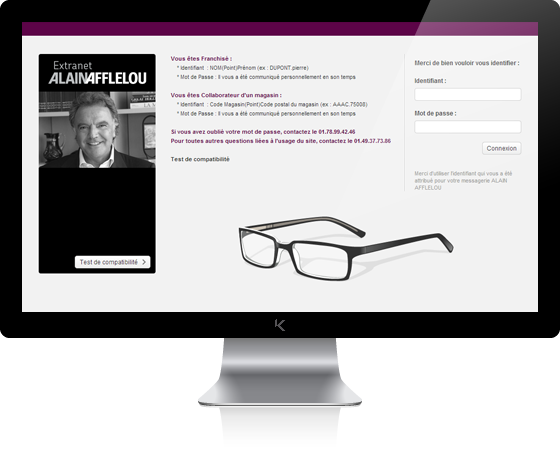 Extranet
ALAIN AFFLELOU
Test de compatibilité
Vous êtes Franchisé :
* Identifiant : NOM(Point)Prénom (ex : DUPONT.pierre)
* Mot de Passe : Il vous a été communiqué personnellement en son temps
Vous êtes Collaborateur d'un magasin :
* Identifiant : Code Magasin(Point)Code postal du magasin (ex : AAAC.75008)
* Mot de Passe : Il vous a été communiqué personnellement en son temps
Si vous avez oublié votre mot de passe, contactez le 01.78.99.42.46
Pour toutes autres questions liées à l'usage du site, contactez le 01.49.37.73.86
Test de compatibilité
Merci de bien vouloir vous identifier :
Identifiant :
Mot de passe :
Connexion
Merci d'utiliser l'identifiant qui vous a été
attribué pour votre messagerie ALAIN
AFFLELOU